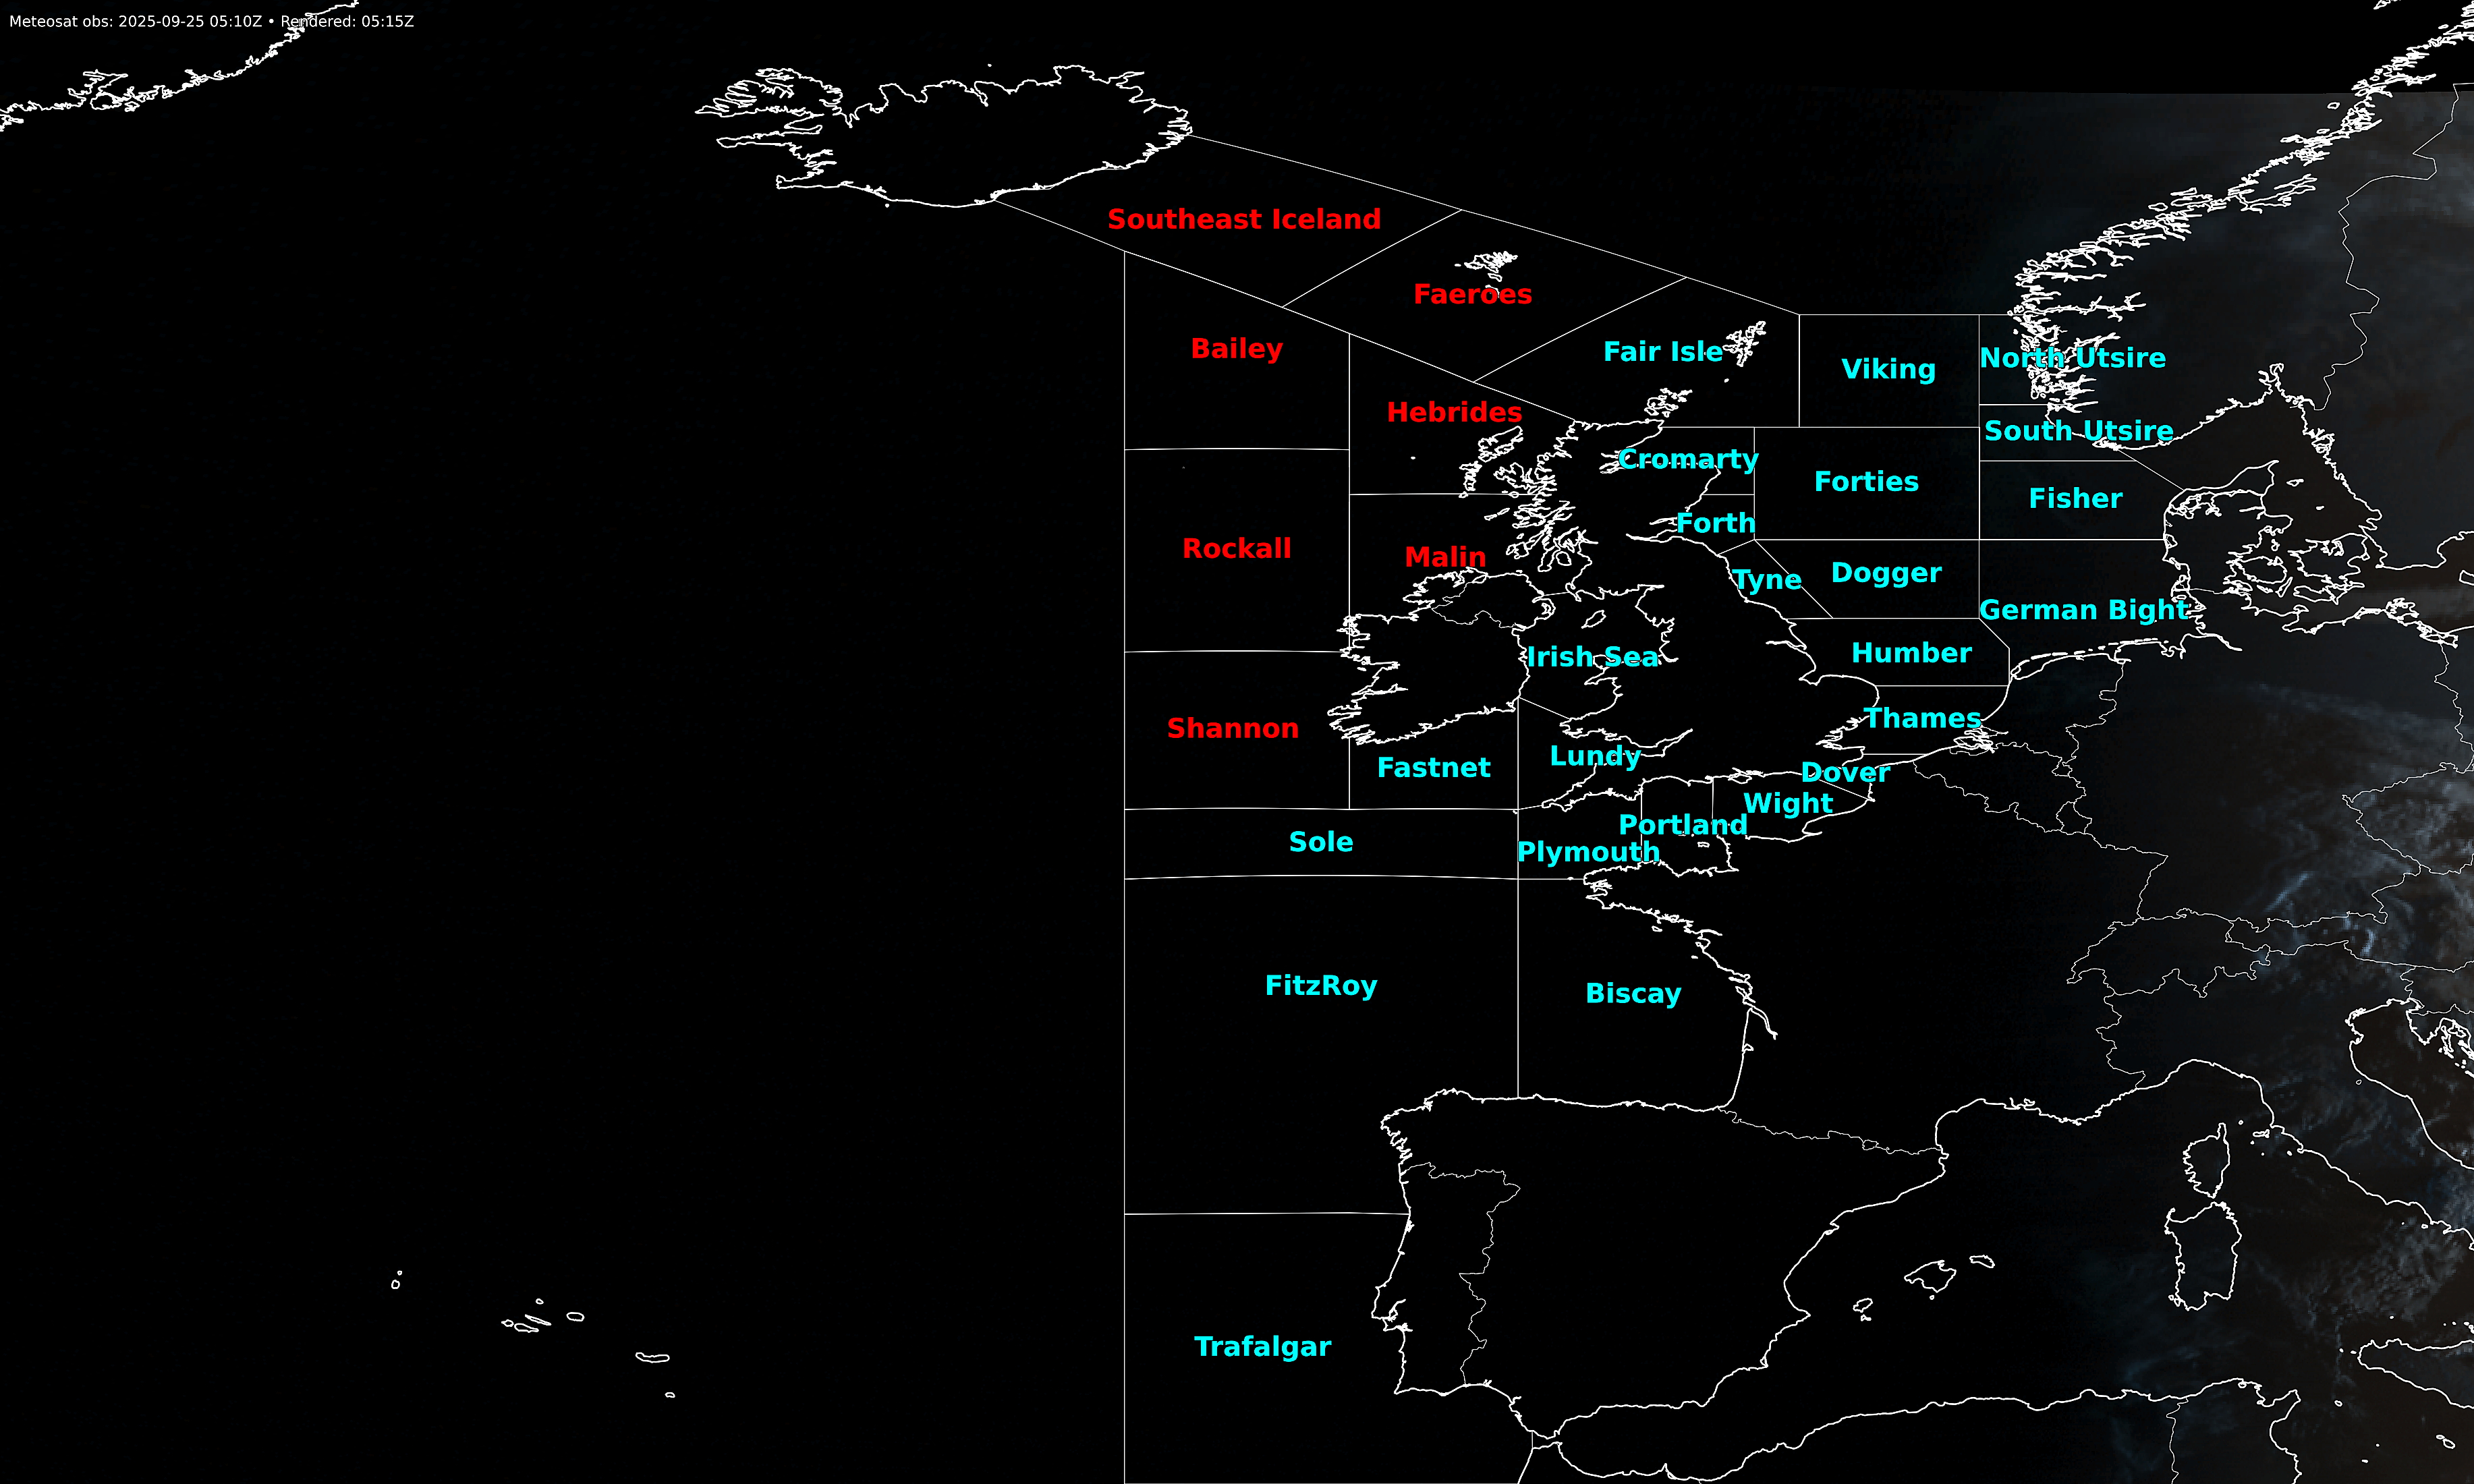 Meteosat obs: 2025-09-25 05:10Z • Rendered: 05:15Z
Southeast Iceland
Faeroes
Bailey
Fair Isle
Viking
North Utsire
Hebrides
South Utsire
Cromarty
Forties
Fisher
Forth
Rockall
Malin
Tyne
Dogger
German Bight
Irish Sea
Humber
Shannon
Thames
Fastnet
Lundy
Dover
Wight
Portland
Sole
Plymouth
FitzRoy
Biscay
Trafalgar